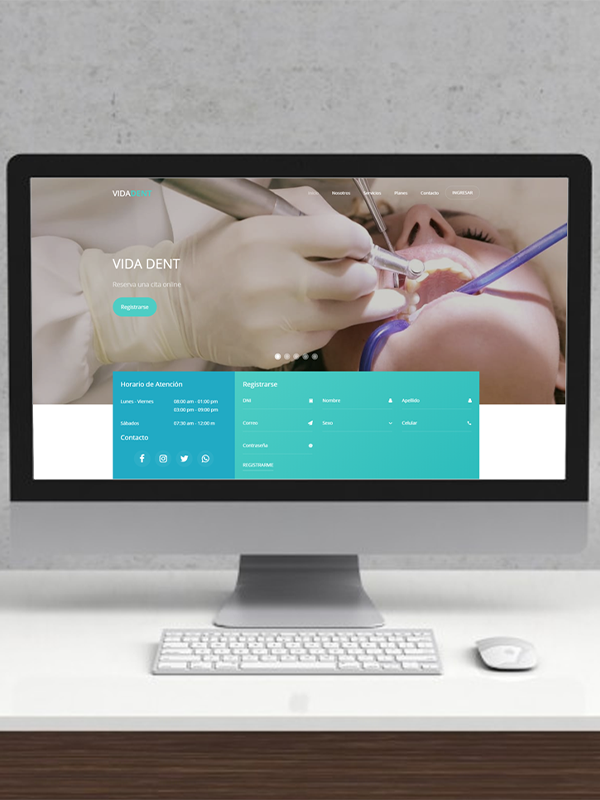 VIDADENT
Inicio Nosotros Servicios Planes Contacto INGRESAR
VIDA DENT
Reserva una cita online
Registrarse
Horario de Atención
Lunes - Viernes 08:00 am - 01:00 pm
03:00 pm - 09:00 pm
Sábados 07:30 am - 12:00 m
Contacto
Registrarse
DNI Nombre Apellido
Correo Sexo Celular
Contraseña
REGISTRARME